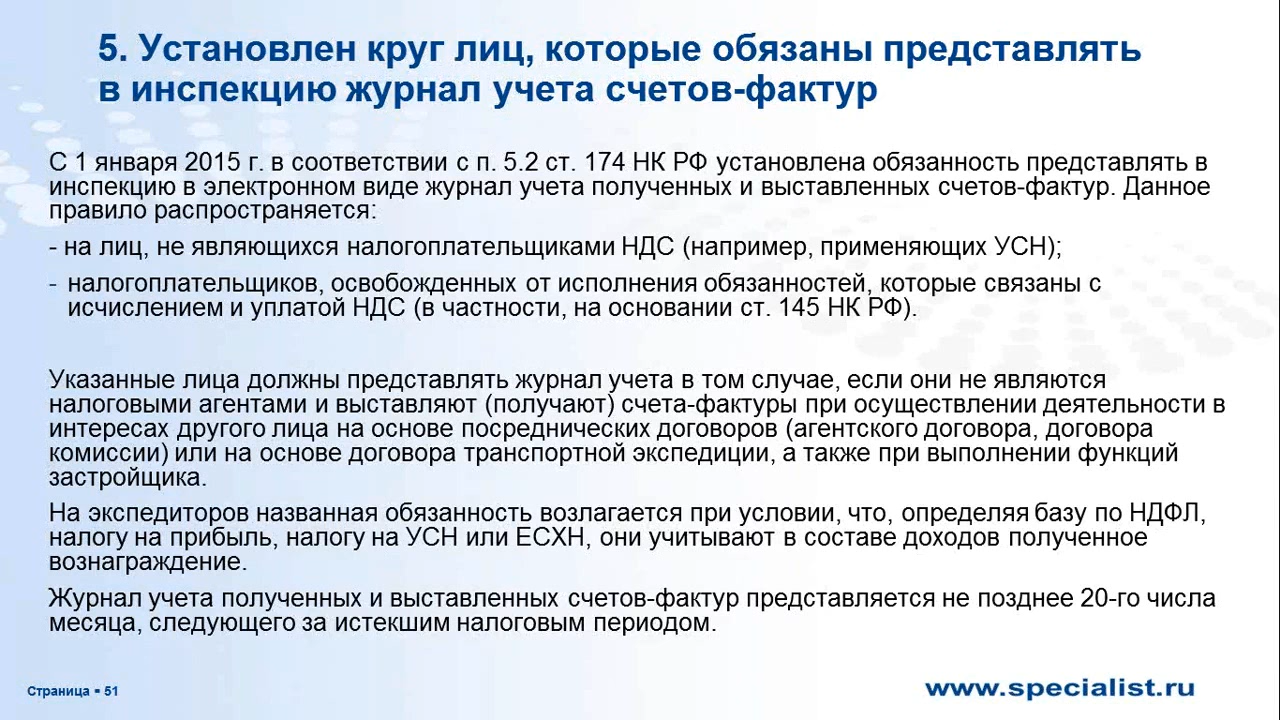 5. Установлен круг лиц, которые обязаны представлять
в инспекцию журнал учета счетов-фактур
С 1 января 2015 г. в соответствии с п. 5.2 ст. 174 НК РФ установлена обязанность представлять в
инспекцию в электронном виде журнал учета полученных и выставленных счетов-фактур. Данное
правило распространяется:
- на лиц, не являющихся налогоплательщиками НДС (например, применяющих УСН);
- налогоплательщиков, освобожденных от исполнения обязанностей, которые связаны с
исчислением и уплатой НДС (в частности, на основании ст. 145 НК РФ).
Указанные лица должны представлять журнал учета в том случае, если они не являются
налоговыми агентами и выставляют (получают) счета-фактуры при осуществлении деятельности в
интересах другого лица на основе посреднических договоров (агентского договора, договора
комиссии) или на основе договора транспортной экспедиции, а также при выполнении функций
застройщика.
На экспедиторов названная обязанность возлагается при условии, что, определяя базу по НДФЛ,
налогу на прибыль, налогу на УСН или ЕСХН, они учитывают в составе доходов полученное
вознаграждение.
Журнал учета полученных и выставленных счетов-фактур представляется не позднее 20-го числа
месяца, следующего за истекшим налоговым периодом.
Страница ▪ 51
www.specialist.ru